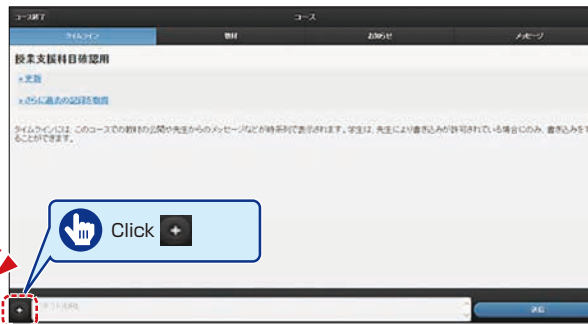 コース終了
コース
タイムライン
教材
お知らせ
メッセージ
授業支援科目確認用
更新
さらに過去の記録を取得
タイムラインには、このコースでの教材の公開や先生からのメッセージなどが時系列で表示されます。学生は、先生により書き込みが許可されている場合にのみ、書き込みをす
ることができます。
Click +
+
送信